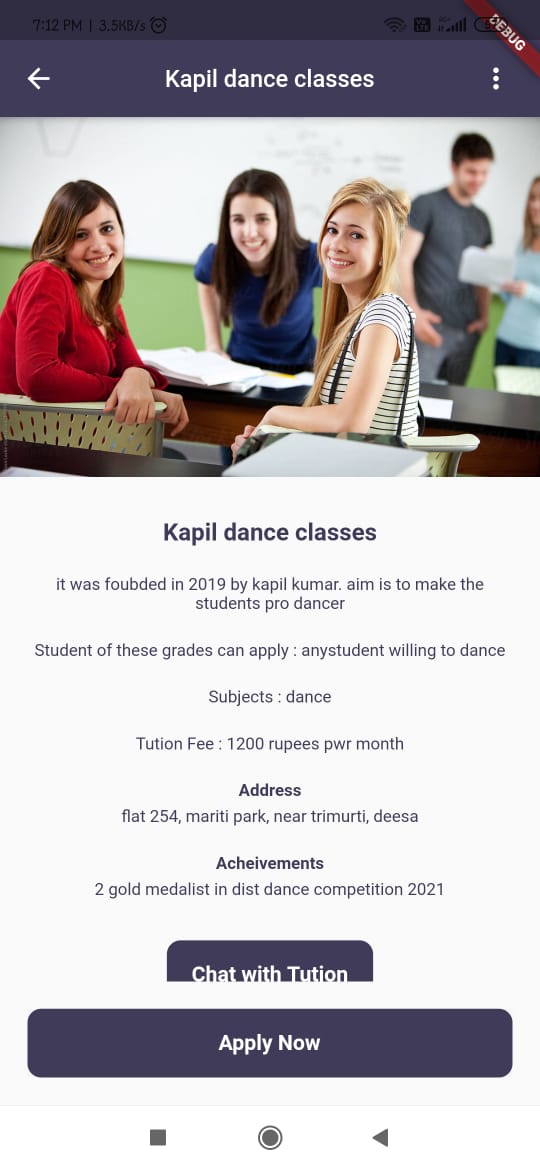 7:12 PM | 3.5KB/s
DEBUG
Kapil dance classes
Kapil dance classes
it was foubded in 2019 by kapil kumar. aim is to make the
students pro dancer
Student of these grades can apply : anystudent willing to dance
Subjects : dance
Tution Fee : 1200 rupees pwr month
Address
flat 254, mariti park, near trimurti, deesa
Acheivements
2 gold medalist in dist dance competition 2021
Chat with Tution
Apply Now